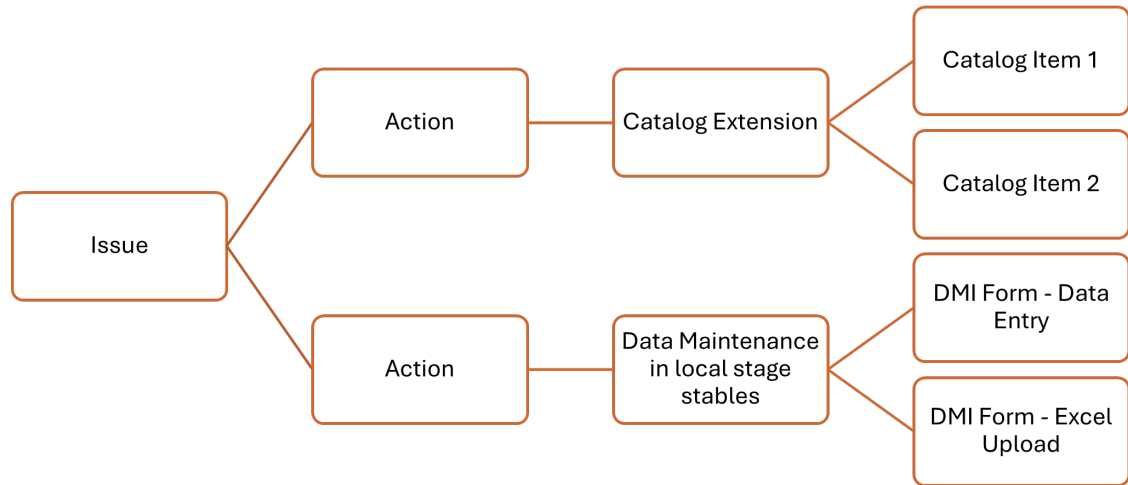 Issue
Action
Catalog Extension
Catalog Item 1
Catalog Item 2
Action
Data Maintenance
in local stage
stables
DMI Form - Data
Entry
DMI Form - Excel
Upload